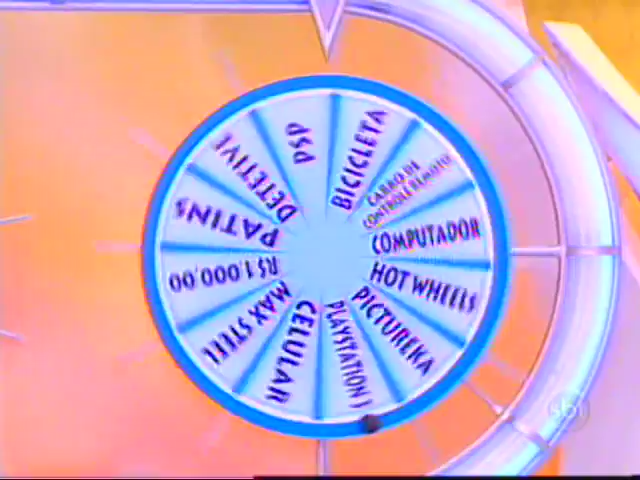 BICICLETA
CARRO DE
CONTROLE REMOTO
COMPUTADOR
HOT WHEELS
PICTUREKA
PLAYSTATION 3
CELULAR
MAX STEEL
R$1.000,00
PATINS
DETETIVE
PSP
sbt